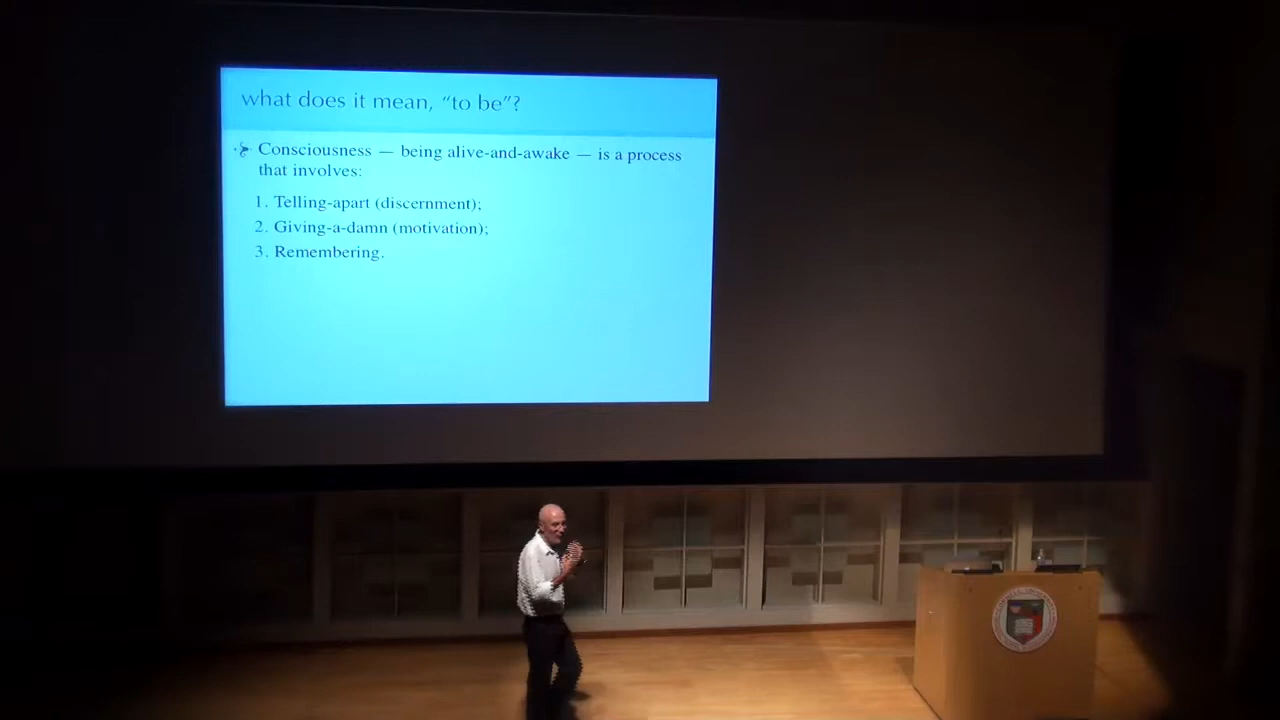 what does it mean, “to be”?
Consciousness — being alive-and-awake — is a process
that involves:
1. Telling-apart (discernment);
2. Giving-a-damn (motivation);
3. Remembering.